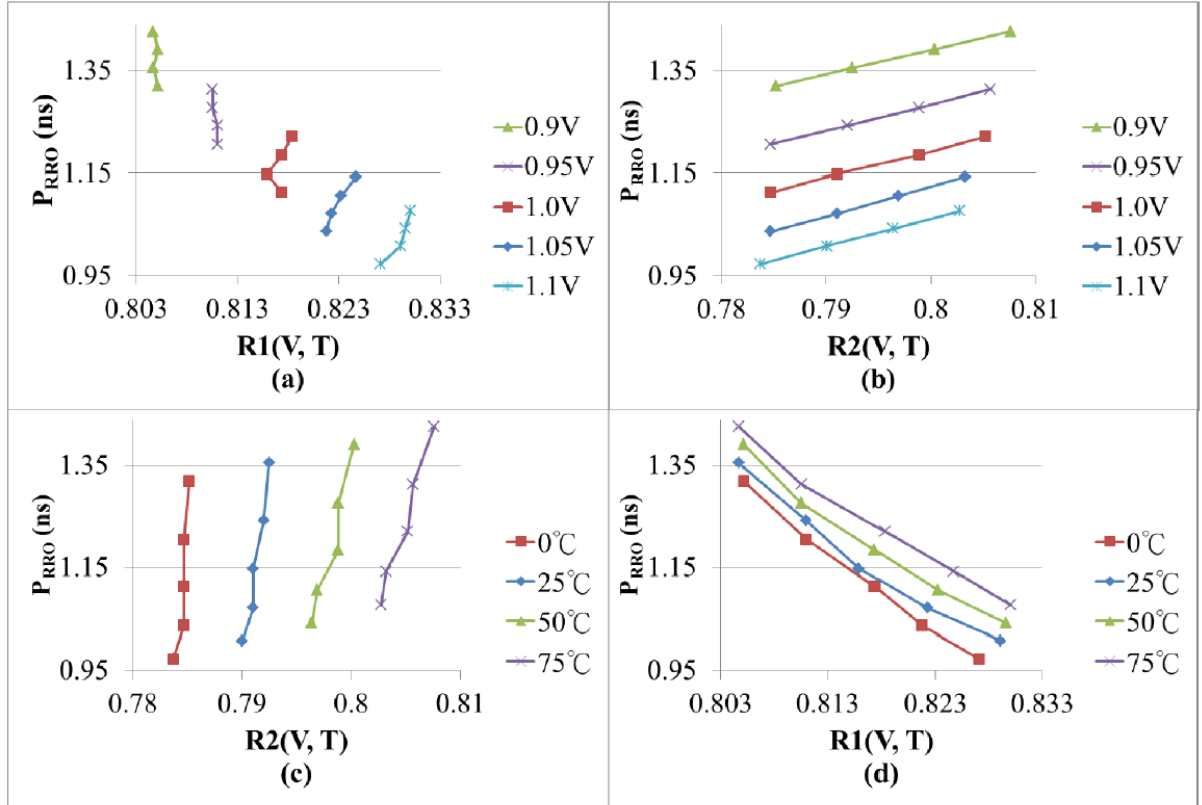 1.35
1.15
0.95
P_RRO (ns)
0.803 0.813 0.823 0.833
R1(V, T)
(a)
0.9V
0.95V
1.0V
1.05V
1.1V
1.35
1.15
0.95
P_RRO (ns)
0.78 0.79 0.8 0.81
R2(V, T)
(b)
0.9V
0.95V
1.0V
1.05V
1.1V
1.35
1.15
0.95
P_RRO (ns)
0.78 0.79 0.8 0.81
R2(V, T)
(c)
0℃
25℃
50℃
75℃
1.35
1.15
0.95
P_RRO (ns)
0.803 0.813 0.823 0.833
R1(V, T)
(d)
0℃
25℃
50℃
75℃